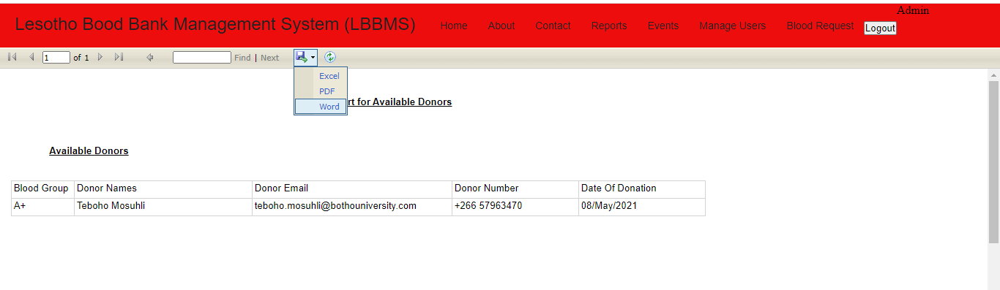 Admin
Lesotho Bood Bank Management System (LBBMS) Home About Contact Reports Events Manage Users Blood Request Logout
1 of 1 Find | Next
Excel
PDF
Word
rt for Available Donors
Available Donors
Blood Group Donor Names Donor Email Donor Number Date Of Donation
A+ Teboho Mosuhli teboho.mosuhli@bothouniversity.com +266 57963470 08/May/2021